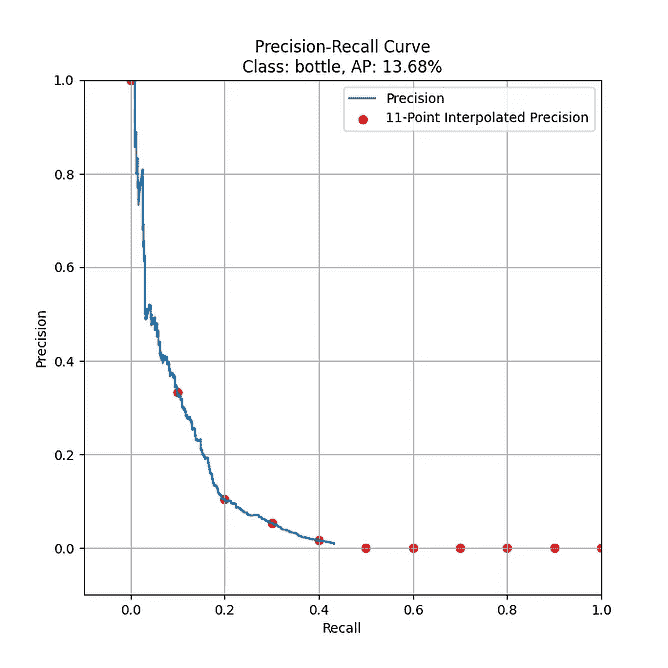 Precision-Recall Curve
Class: bottle, AP: 13.68%
Precision
11-Point Interpolated Precision
1.0
0.8
0.6
0.4
0.2
0.0
Precision
0.0 0.2 0.4 0.6 0.8 1.0
Recall